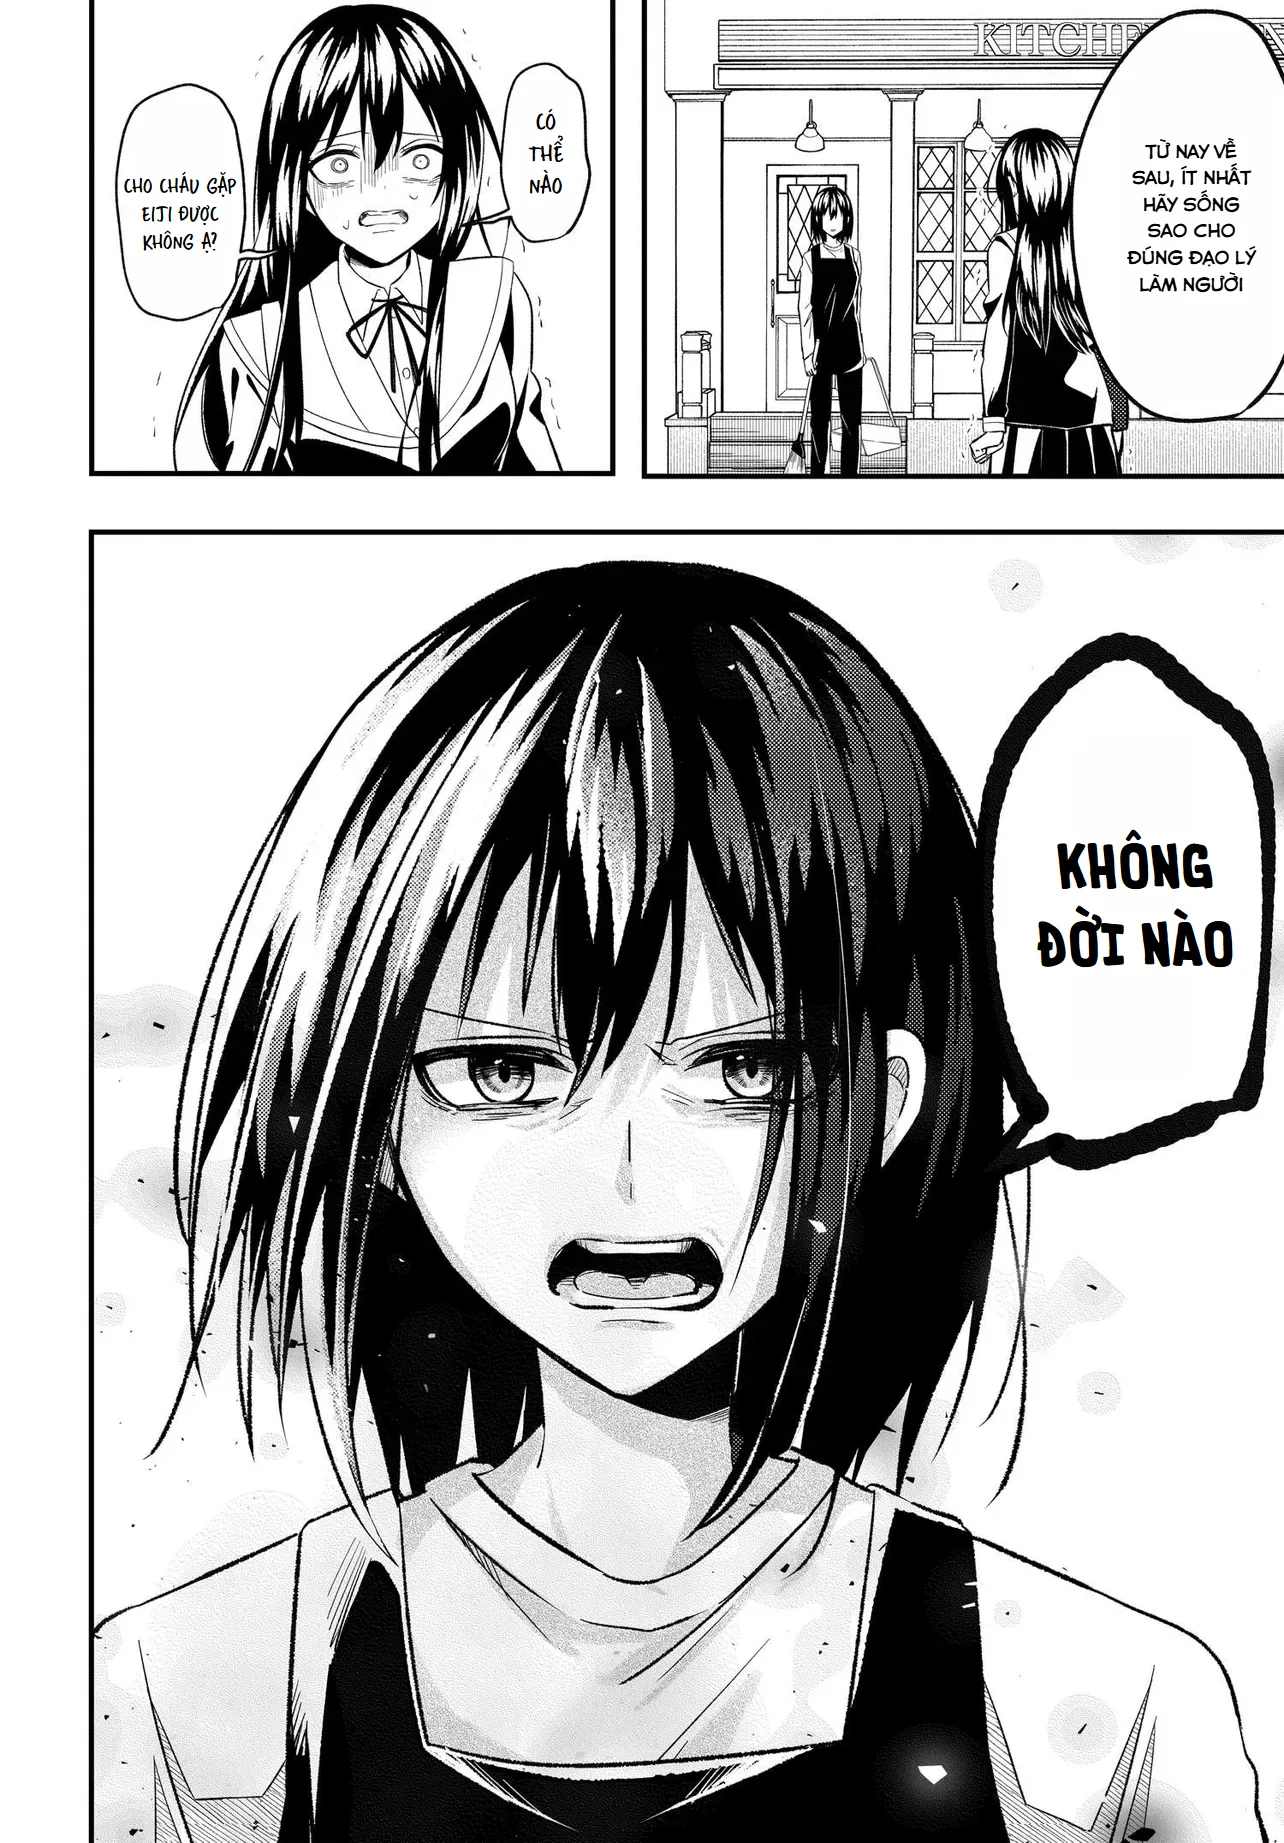 KITCHEN
TỪ NAY VỀ
SAU, ÍT NHẤT
HÃY SỐNG
SAO CHO
ĐÚNG ĐẠO LÝ
LÀM NGƯỜI
CÓ
THỂ
NÀO
CHO CHÁU GẶP
EIJI ĐƯỢC
KHÔNG Ạ?
KHÔNG
ĐỜI NÀO